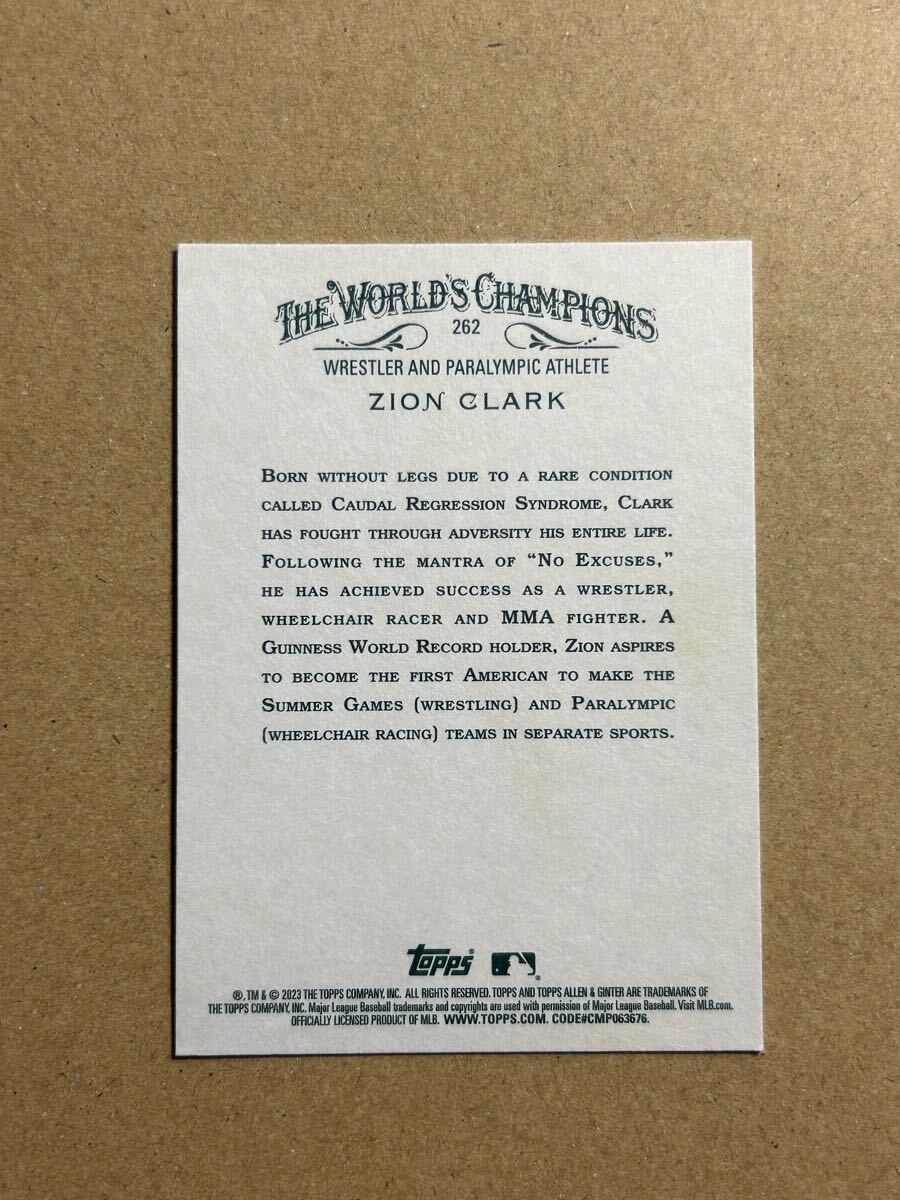 THE WORLD'S CHAMPIONS
262
WRESTLER AND PARALYMPIC ATHLETE
ZION CLARK
BORN WITHOUT LEGS DUE TO A RARE CONDITION
CALLED CAUDAL REGRESSION SYNDROME, CLARK
HAS FOUGHT THROUGH ADVERSITY HIS ENTIRE LIFE.
FOLLOWING THE MANTRA OF “NO EXCUSES,”
HE HAS ACHIEVED SUCCESS AS A WRESTLER,
WHEELCHAIR RACER AND MMA FIGHTER. A
GUINNESS WORLD RECORD HOLDER, ZION ASPIRES
TO BECOME THE FIRST AMERICAN TO MAKE THE
SUMMER GAMES (WRESTLING) AND PARALYMPIC
(WHEELCHAIR RACING) TEAMS IN SEPARATE SPORTS.
topps®
®, TM & © 2023 THE TOPPS COMPANY, INC. ALL RIGHTS RESERVED. TOPPS AND TOPPS ALLEN & GINTER ARE TRADEMARKS OF
THE TOPPS COMPANY, INC. Major League Baseball trademarks and copyrights are used with permission of Major League Baseball. Visit MLB.com.
OFFICIALLY LICENSED PRODUCT OF MLB. WWW.TOPPS.COM. CODE#CMP063676.